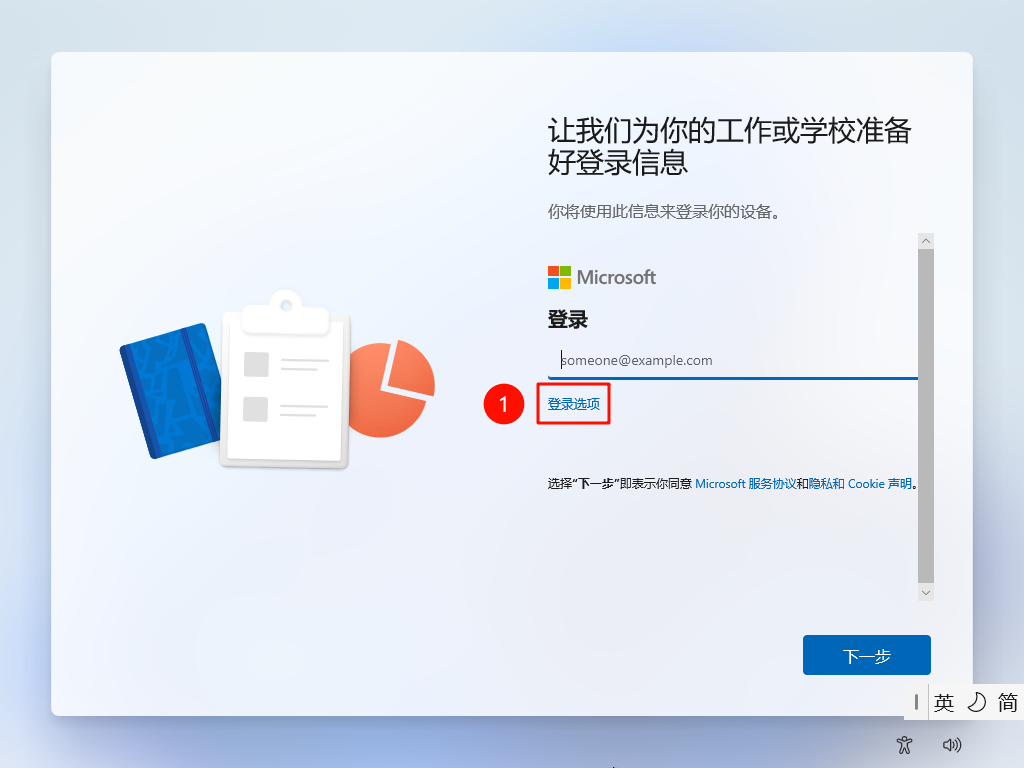 让我们为你的工作或学校准备
好登录信息
你将使用此信息来登录你的设备。
Microsoft
登录
someone@example.com
1
登录选项
选择“下一步”即表示你同意 Microsoft 服务协议和隐私和 Cookie 声明。
下一步
英 简